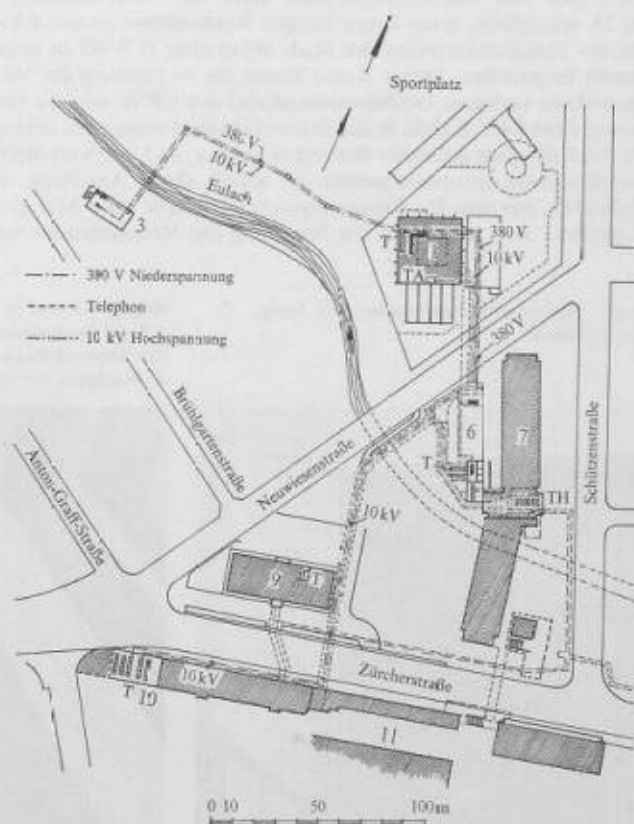 Sportplatz
380 V
10 kV
Eulach
3
T
380 V
10 kV
TA
380 V Niederspannung
Telephon
10 kV Hochspannung
380 V
Brühlgartenstraße
Neuwiesenstraße
Anton-Graff-Straße
6
7
Schützenstraße
T
TH
10 kV
9
T
Zürcherstraße
10 kV
T 19
11
0 10 50 100m